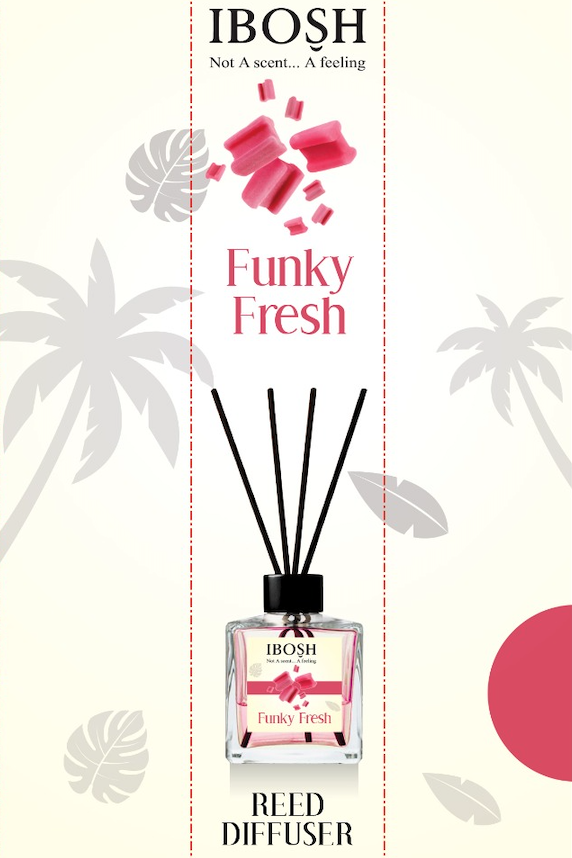 IBOSH
Not A scent... A feeling
Funky
Fresh
IBOSH
Not A scent... A feeling
Funky Fresh
REED
DIFFUSER